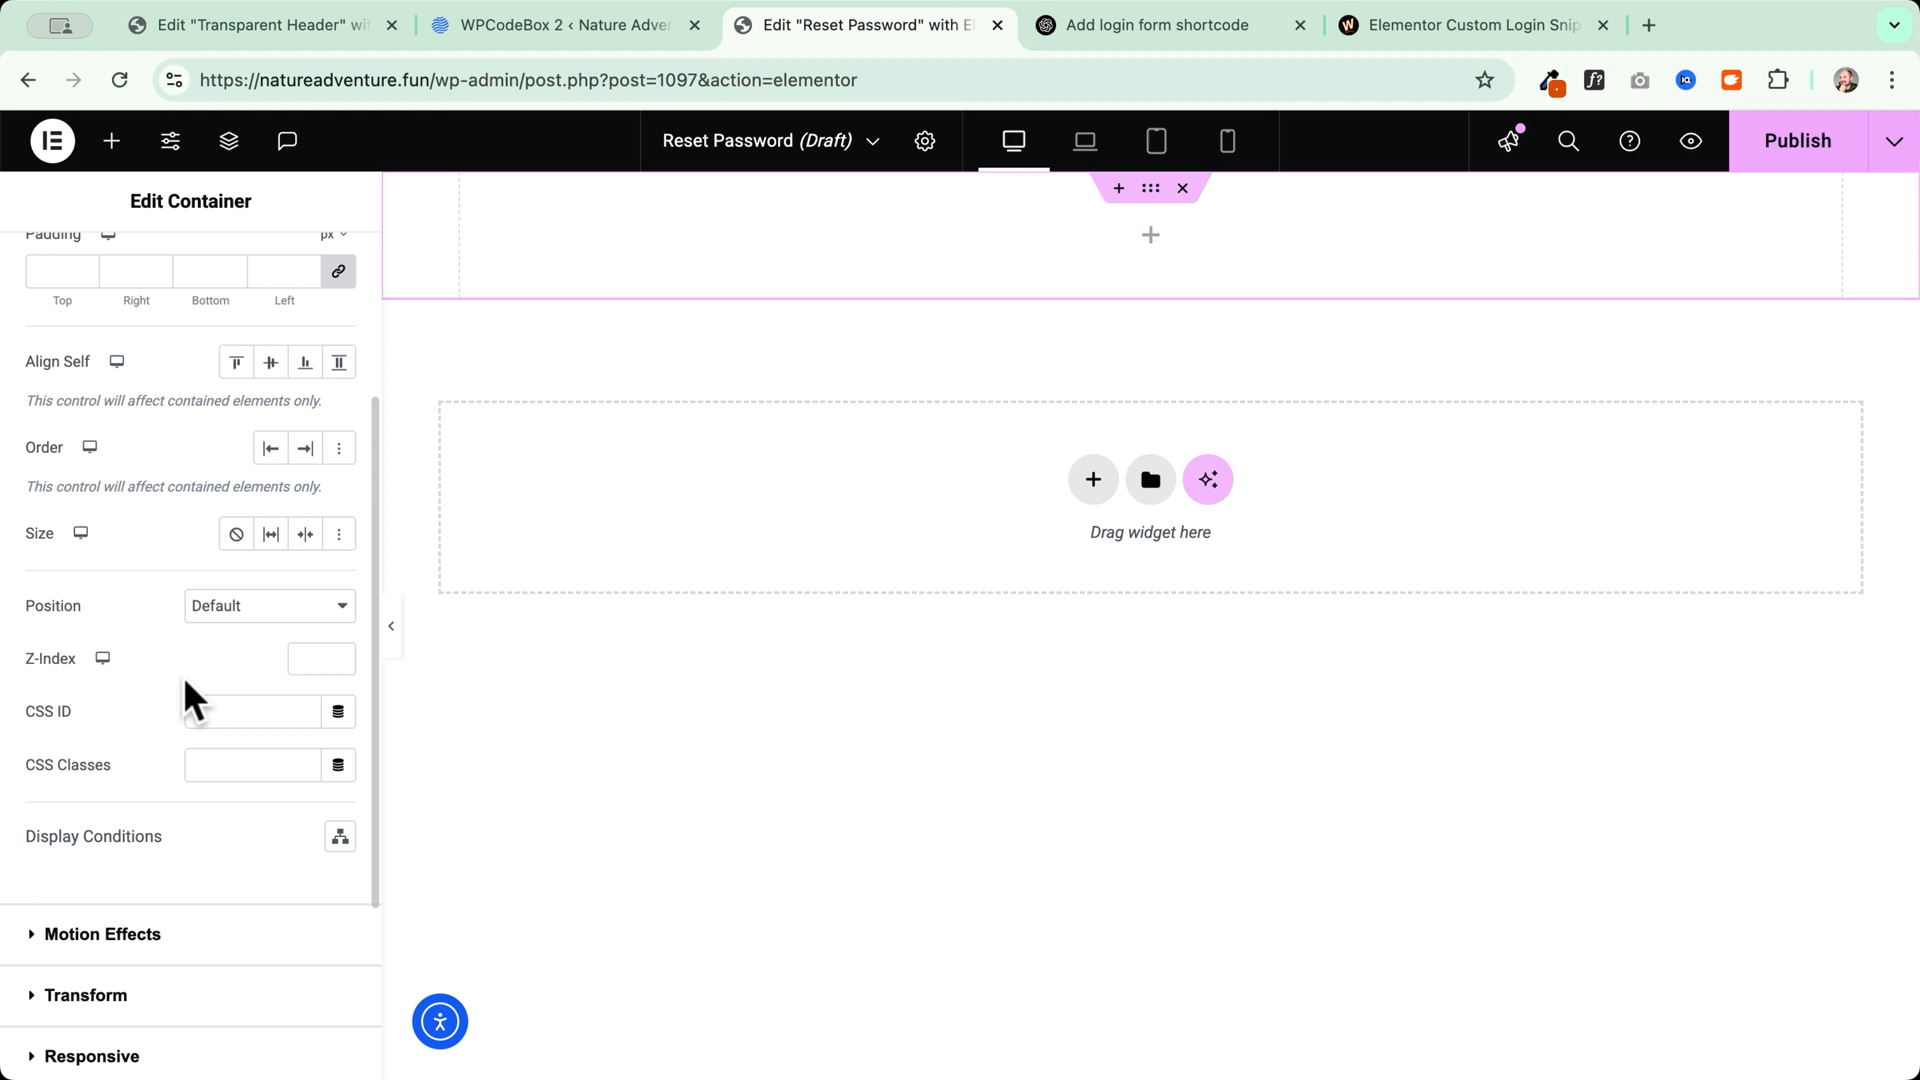 Edit "Transparent Header" wit
WPCodeBox 2 ‹ Nature Adver
Edit "Reset Password" with El
Add login form shortcode
Elementor Custom Login Snip
https://natureadventure.fun/wp-admin/post.php?post=1097&action=elementor
Reset Password (Draft)
Publish
Edit Container
Padding px
Top Right Bottom Left
Align Self
This control will affect contained elements only.
Order
This control will affect contained elements only.
Size
Position Default
Z-Index
CSS ID
CSS Classes
Display Conditions
Motion Effects
Transform
Responsive
Drag widget here